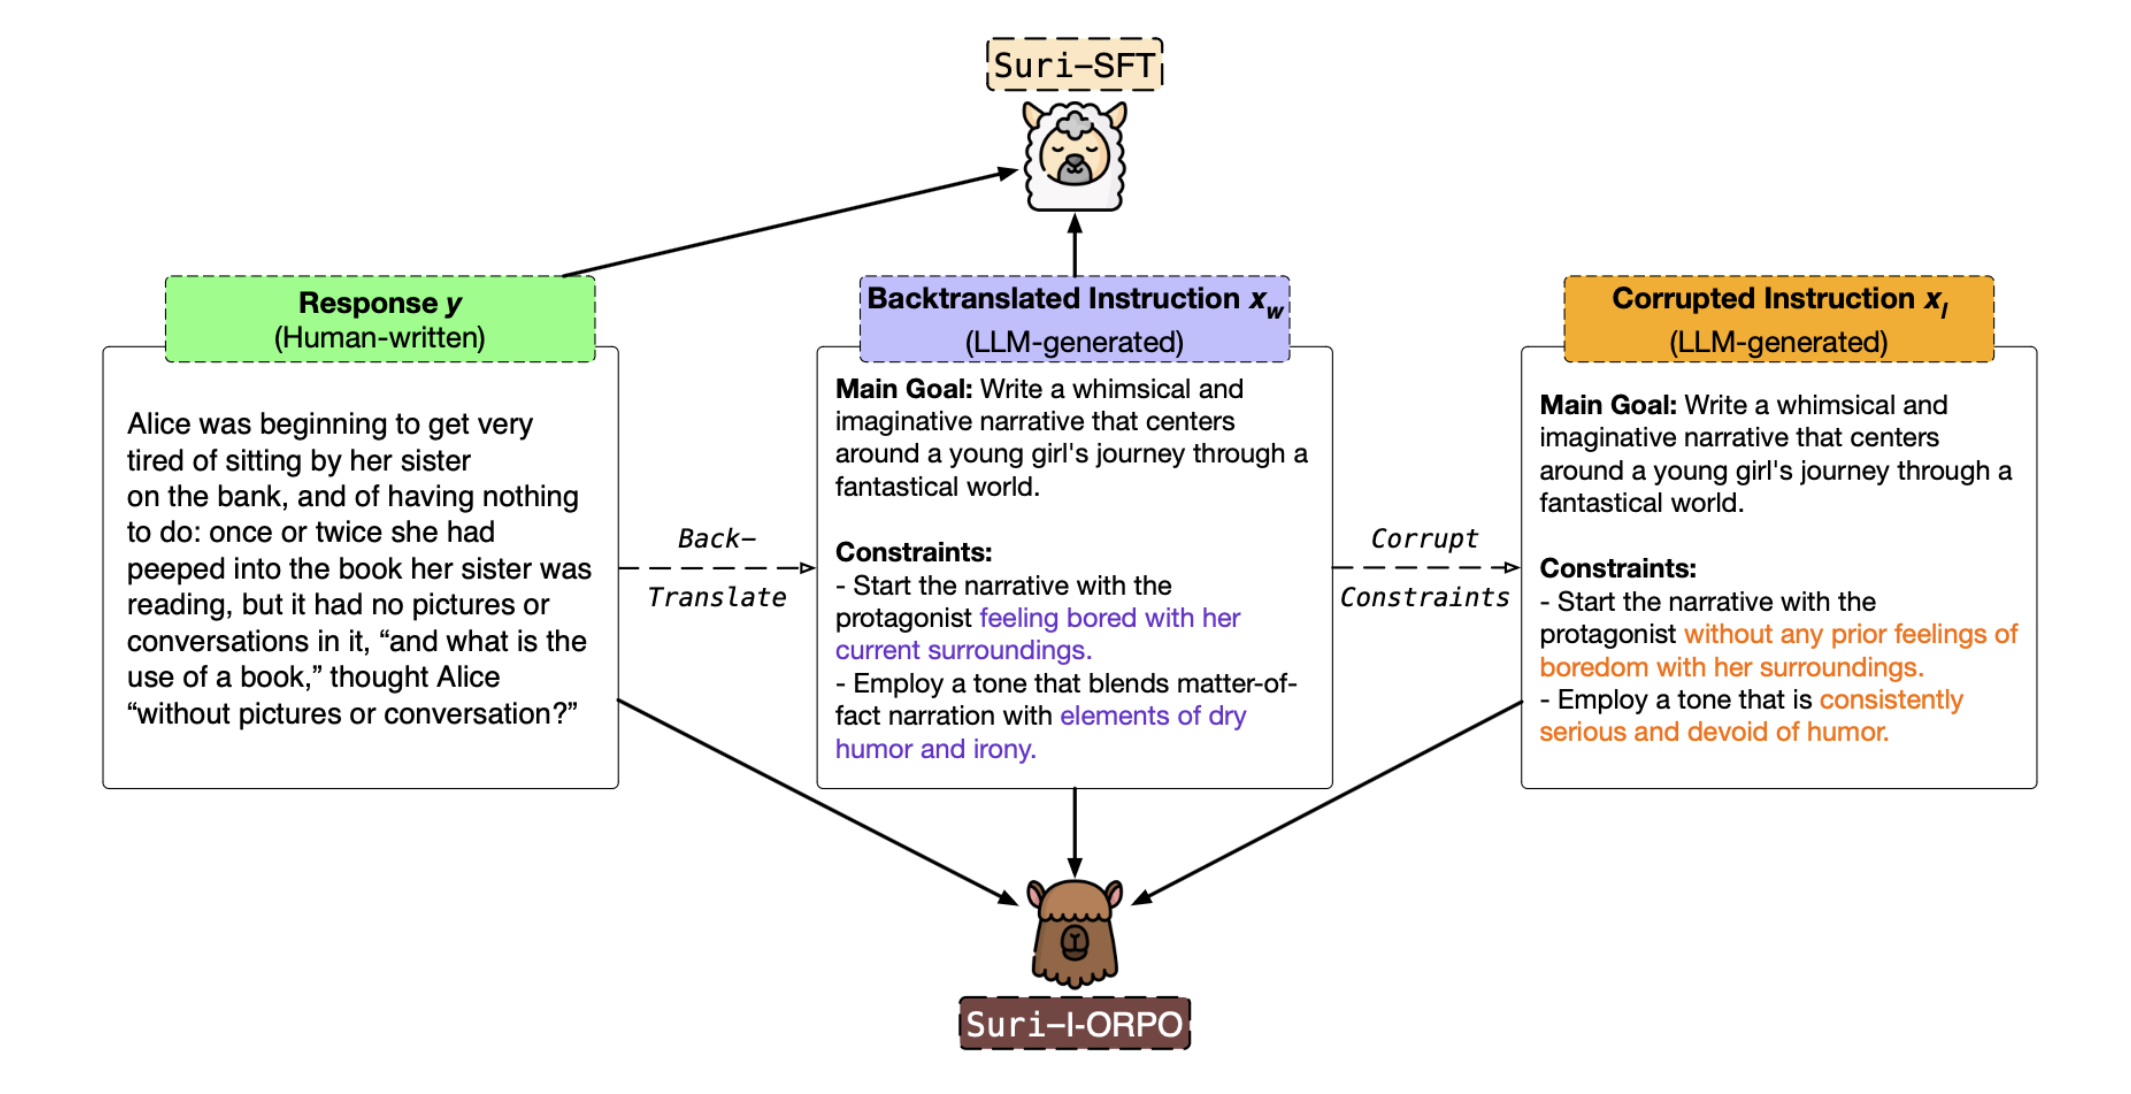 Suri-SFT
Response y
(Human-written)
Alice was beginning to get very
tired of sitting by her sister
on the bank, and of having nothing
to do: once or twice she had
peeped into the book her sister was
reading, but it had no pictures or
conversations in it, “and what is the
use of a book,” thought Alice
“without pictures or conversation?”
Back-
Translate
Backtranslated Instruction x_w
(LLM-generated)
Main Goal: Write a whimsical and
imaginative narrative that centers
around a young girl's journey through a
fantastical world.
Constraints:
- Start the narrative with the
protagonist feeling bored with her
current surroundings.
- Employ a tone that blends matter-of-
fact narration with elements of dry
humor and irony.
Corrupt
Constraints
Corrupted Instruction x_l
(LLM-generated)
Main Goal: Write a whimsical and
imaginative narrative that centers
around a young girl's journey through a
fantastical world.
Constraints:
- Start the narrative with the
protagonist without any prior feelings of
boredom with her surroundings.
- Employ a tone that is consistently
serious and devoid of humor.
Suri-I-ORPO